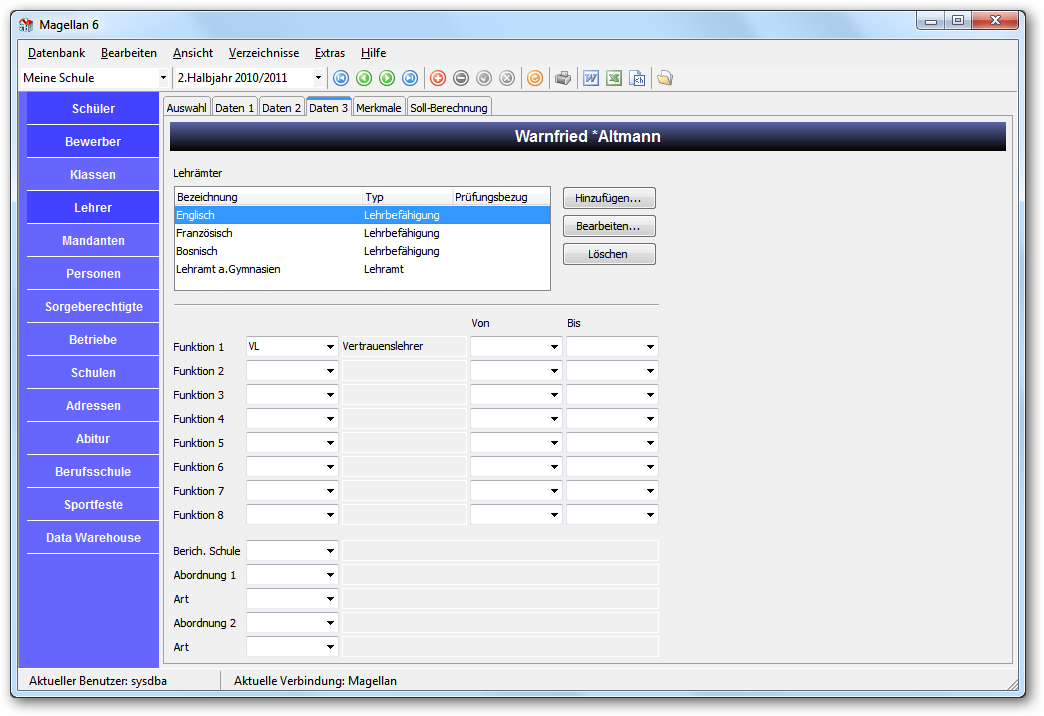 Magellan 6
Datenbank Bearbeiten Ansicht Verzeichnisse Extras Hilfe
Meine Schule 2.Halbjahr 2010/2011
Schüler
Bewerber
Klassen
Lehrer
Mandanten
Personen
Sorgeberechtigte
Betriebe
Schulen
Adressen
Abitur
Berufsschule
Sportfeste
Data Warehouse
Auswahl Daten 1 Daten 2 Daten 3 Merkmale Soll-Berechnung
Warnfried *Altmann
Lehrämter
Bezeichnung Typ Prüfungsbezug
Englisch Lehrbefähigung
Französisch Lehrbefähigung
Bosnisch Lehrbefähigung
Lehramt a.Gymnasien Lehramt
Hinzufügen...
Bearbeiten...
Löschen
Von Bis
Funktion 1 VL Vertrauenslehrer
Funktion 2
Funktion 3
Funktion 4
Funktion 5
Funktion 6
Funktion 7
Funktion 8
Berich. Schule
Abordnung 1
Art
Abordnung 2
Art
Aktueller Benutzer: sysdba Aktuelle Verbindung: Magellan